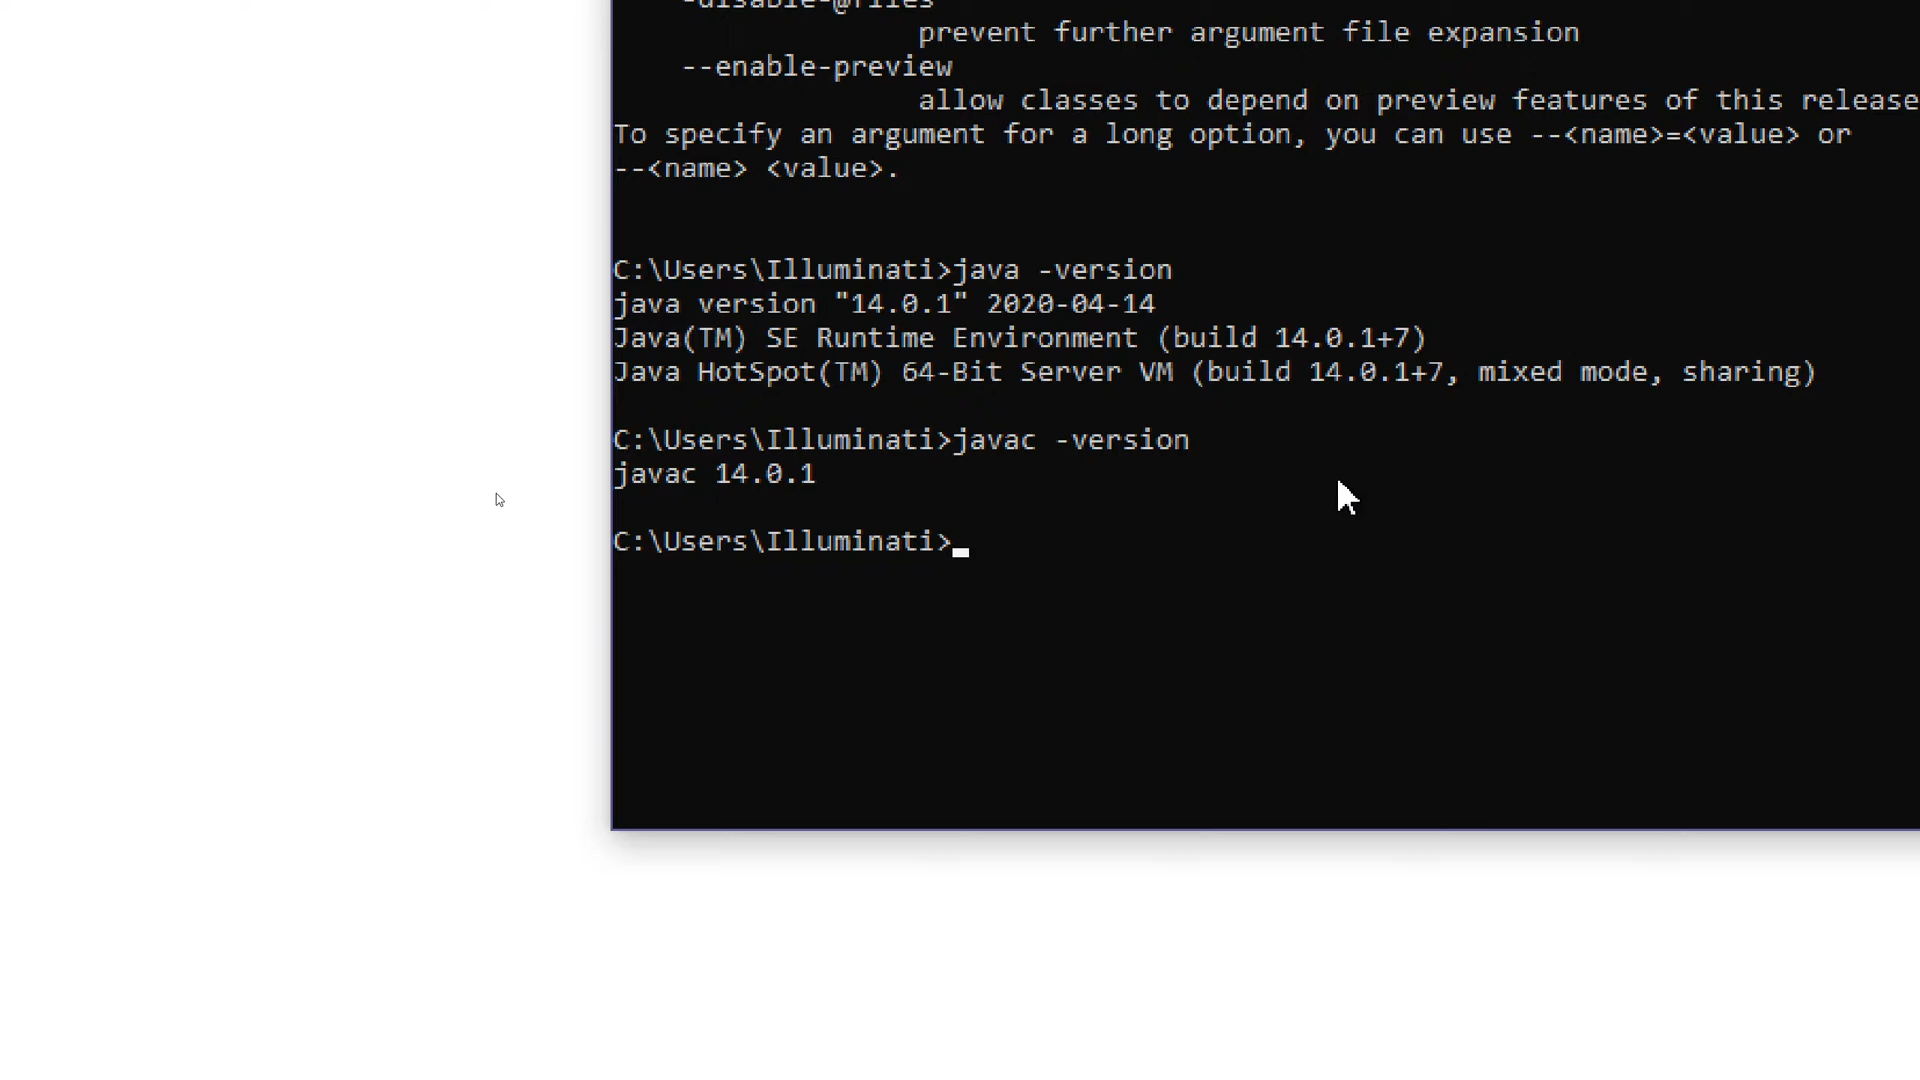 -disable-@files
prevent further argument file expansion
--enable-preview
allow classes to depend on preview features of this release
To specify an argument for a long option, you can use --<name>=<value> or
--<name> <value>.
C:\Users\Illuminati>java -version
java version "14.0.1" 2020-04-14
Java(TM) SE Runtime Environment (build 14.0.1+7)
Java HotSpot(TM) 64-Bit Server VM (build 14.0.1+7, mixed mode, sharing)
C:\Users\Illuminati>javac -version
javac 14.0.1
C:\Users\Illuminati>